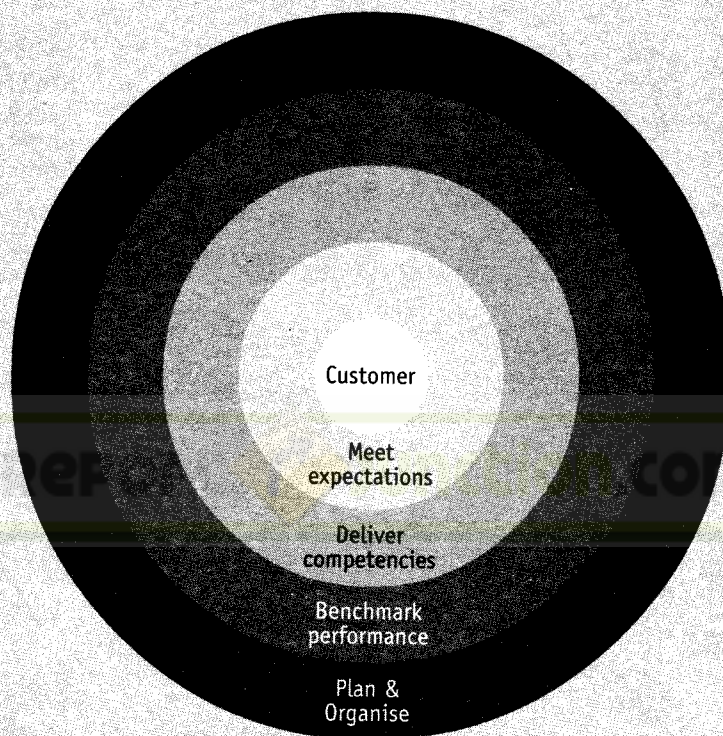 Customer
Meet
expectations
Deliver
competencies
Benchmark
performance
Plan &
Organise